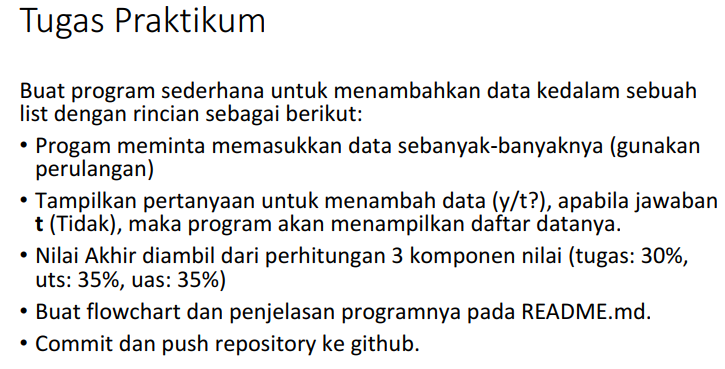 Tugas Praktikum
Buat program sederhana untuk menambahkan data kedalam sebuah
list dengan rincian sebagai berikut:
• Progam meminta memasukkan data sebanyak-banyaknya (gunakan
perulangan)
• Tampilkan pertanyaan untuk menambah data (y/t?), apabila jawaban
t (Tidak), maka program akan menampilkan daftar datanya.
• Nilai Akhir diambil dari perhitungan 3 komponen nilai (tugas: 30%,
uts: 35%, uas: 35%)
• Buat flowchart dan penjelasan programnya pada README.md.
• Commit dan push repository ke github.